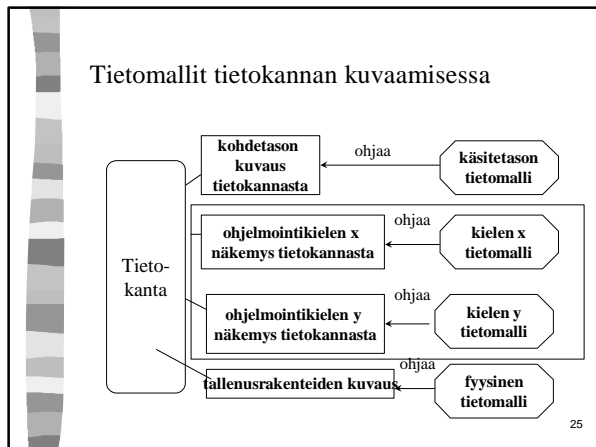 Tietomallit tietokannan kuvaamisessa
kohdetason
kuvaus
tietokannasta
ohjaa
käsitetason
tietomalli
Tieto-
kanta
ohjelmointikielen x
näkemys tietokannasta
ohjaa
kielen x
tietomalli
ohjelmointikielen y
näkemys tietokannasta
ohjaa
kielen y
tietomalli
tallenusrakenteiden kuvaus
ohjaa
fyysinen
tietomalli
25